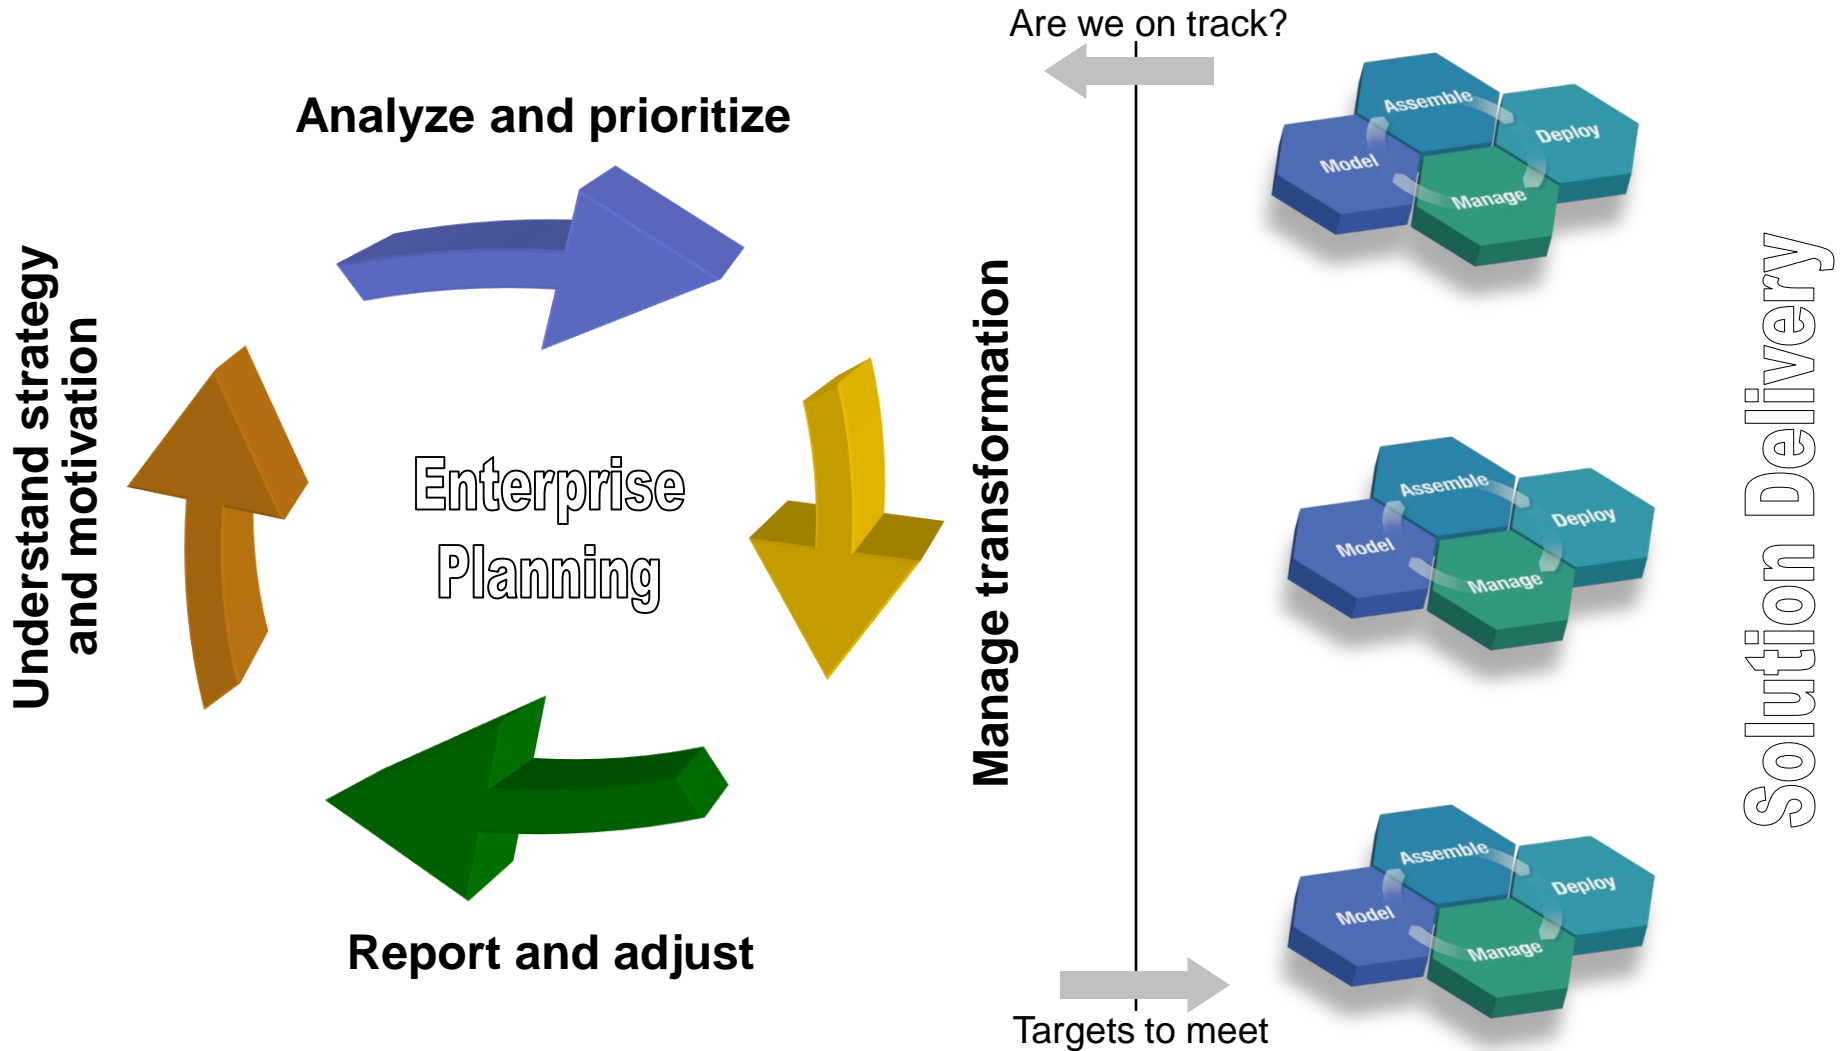 Are we on track?
Analyze and prioritize
Understand strategy
and motivation
Enterprise
Planning
Manage transformation
Report and adjust
Targets to meet
Assemble
Deploy
Model
Manage
Assemble
Deploy
Model
Manage
Assemble
Deploy
Model
Manage
Solution Delivery